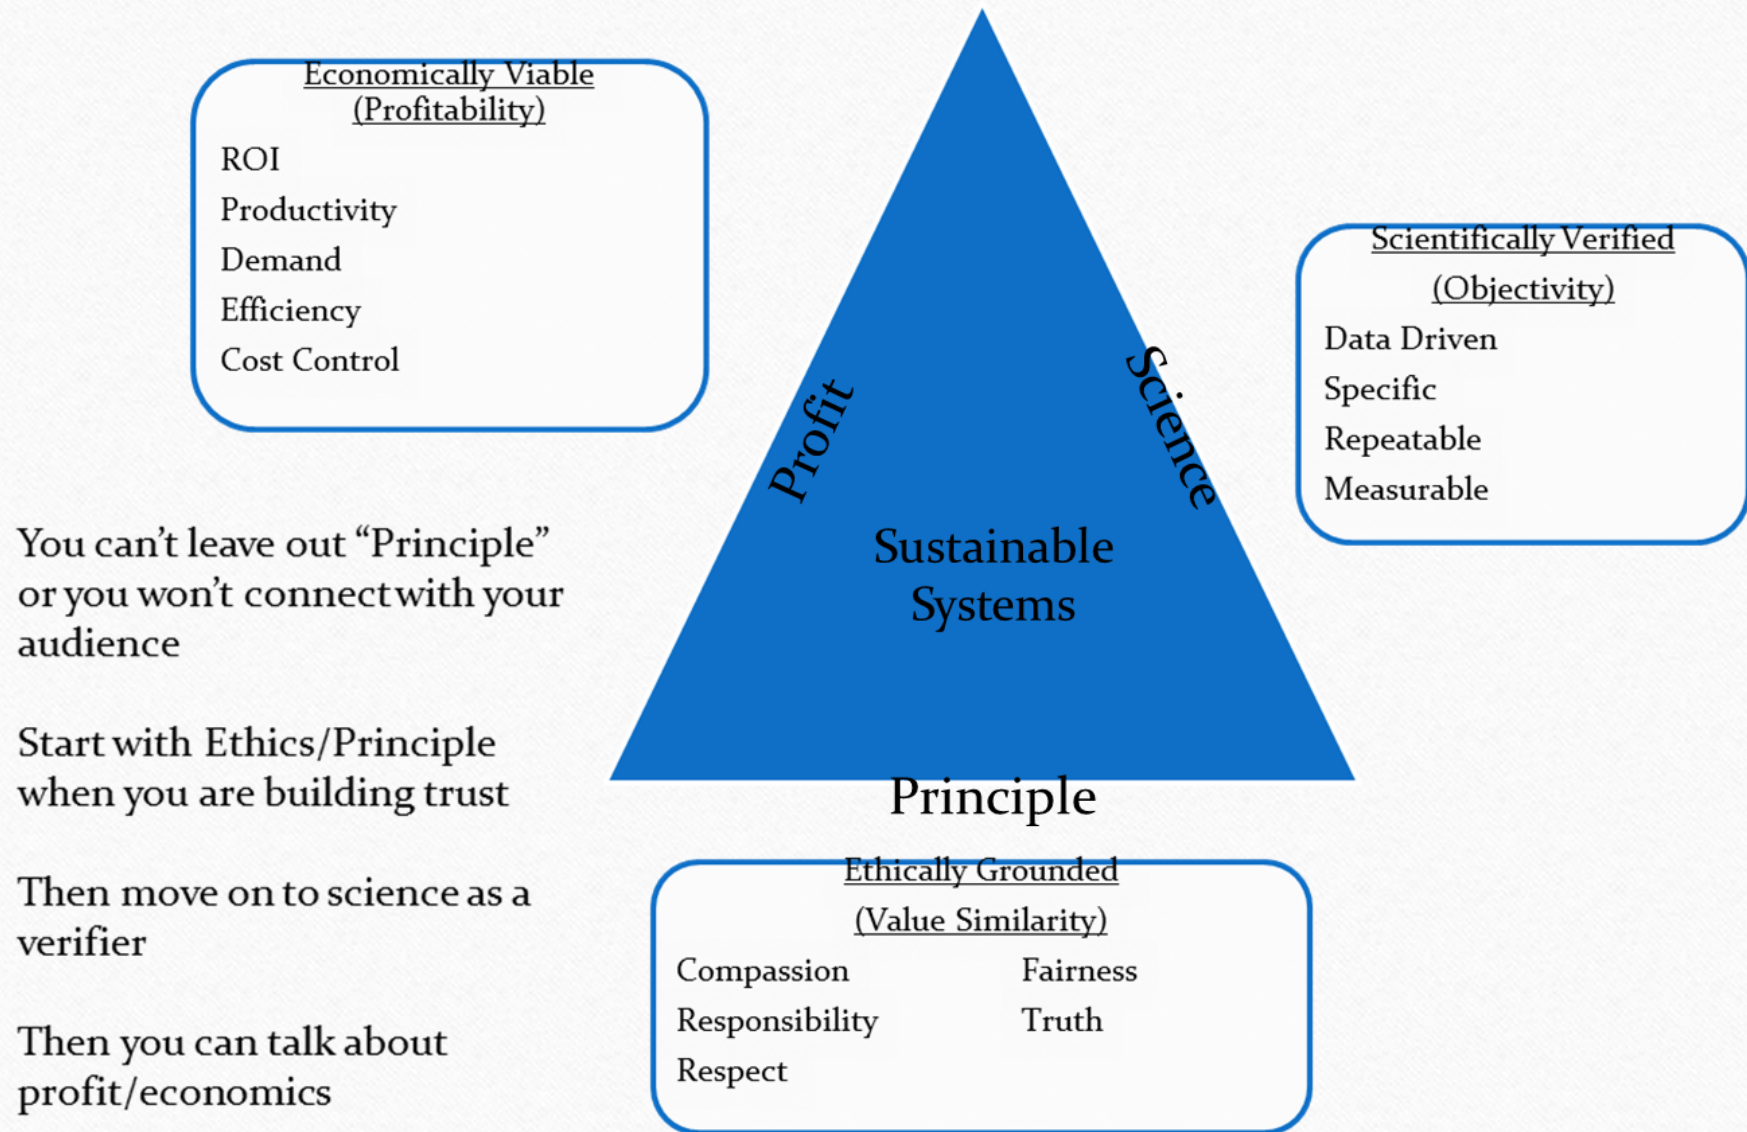 Economically Viable
(Profitability)
ROI
Productivity
Demand
Efficiency
Cost Control
Scientifically Verified
(Objectivity)
Data Driven
Specific
Repeatable
Measurable
Profit
Science
Sustainable
Systems
Principle
You can’t leave out “Principle”
or you won’t connect with your
audience
Start with Ethics/Principle
when you are building trust
Then move on to science as a
verifier
Then you can talk about
profit/economics
Ethically Grounded
(Value Similarity)
Compassion
Responsibility
Respect
Fairness
Truth